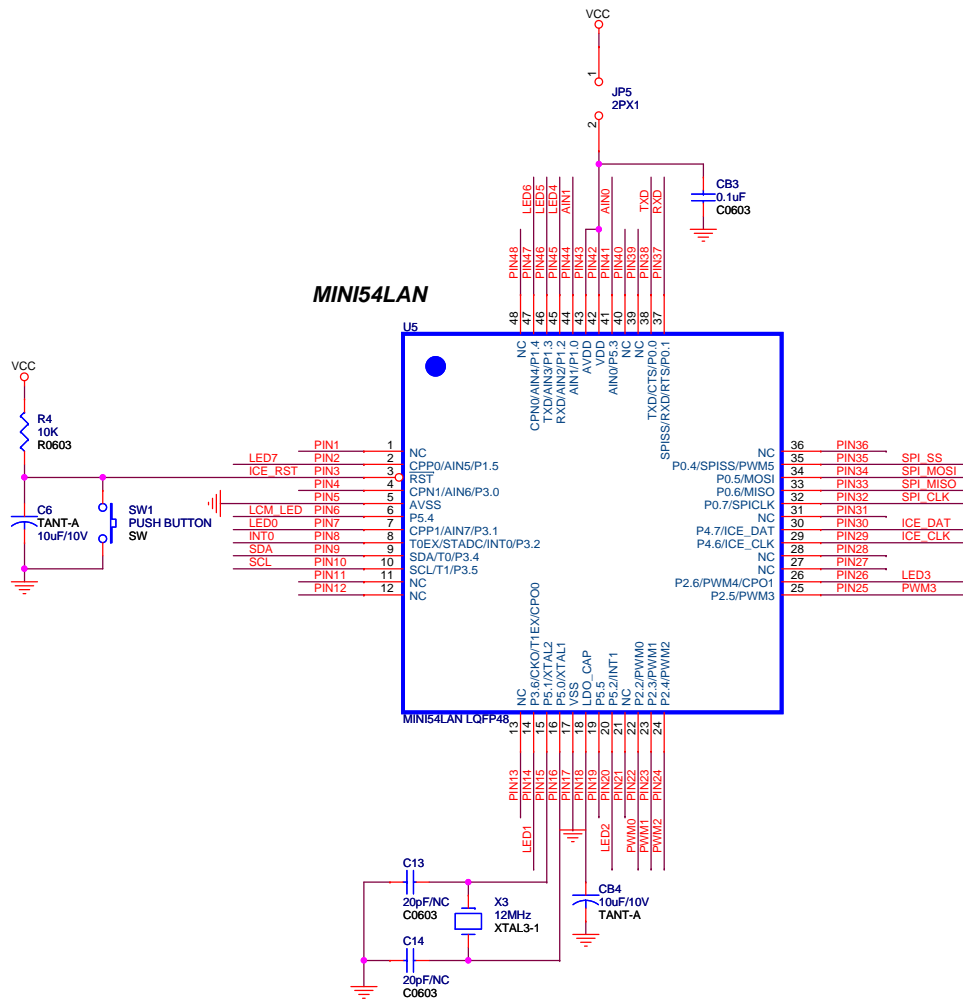 VCC
1
JP5
2PX1
2
CB3
0.1uF
C0603
LED6
LED5
LED4
AIN1
AIN0
TXD
RXD
PIN48
PIN47
PIN46
PIN45
PIN44
PIN43
PIN42
PIN41
PIN40
PIN39
PIN38
PIN37
MINI54LAN
U5
48
47
46
45
44
43
42
41
40
39
38
37
NC
CPN0/AIN4/P1.4
TXD/AIN3/P1.3
RXD/AIN2/P1.2
AIN1/P1.0
AVDD
VDD
AIN0/P5.3
NC
NC
TXD/CTS/P0.0
SPISS/RXD/RTS/P0.1
VCC
R4
10K
R0603
C6
TANT-A
10uF/10V
SW1
PUSH BUTTON
SW
PIN1 1 NC
LED7 PIN2 2 CPP0/AIN5/P1.5
ICE_RST PIN3 3 RST
PIN4 4 CPN1/AIN6/P3.0
PIN5 5 AVSS
LCM_LED PIN6 6 P5.4
LED0 PIN7 7 CPP1/AIN7/P3.1
INT0 PIN8 8 T0EX/STADC/INT0/P3.2
SDA PIN9 9 SDA/T0/P3.4
SCL PIN10 10 SCL/T1/P3.5
PIN11 11 NC
PIN12 12 NC
NC 36 PIN36
P0.4/SPISS/PWM5 35 PIN35 SPI_SS
P0.5/MOSI 34 PIN34 SPI_MOSI
P0.6/MISO 33 PIN33 SPI_MISO
P0.7/SPICLK 32 PIN32 SPI_CLK
NC 31 PIN31
P4.7/ICE_DAT 30 PIN30 ICE_DAT
P4.6/ICE_CLK 29 PIN29 ICE_CLK
NC 28 PIN28
NC 27 PIN27
P2.6/PWM4/CPO1 26 PIN26 LED3
P2.5/PWM3 25 PIN25 PWM3
NC
P3.6/CKO/T1EX/CPO0
P5.1/XTAL2
P5.0/XTAL1
VSS
LDO_CAP
P5.5
P5.2/INT1
NC
P2.2/PWM0
P2.3/PWM1
P2.4/PWM2
MINI54LAN LQFP48
13
14
15
16
17
18
19
20
21
22
23
24
PIN13
PIN14
PIN15
PIN16
PIN17
PIN18
PIN19
PIN20
PIN21
PIN22
PIN23
PIN24
LED1
LED2
PWM0
PWM1
PWM2
C13
20pF/NC
C0603
X3
12MHz
XTAL3-1
C14
20pF/NC
C0603
CB4
10uF/10V
TANT-A